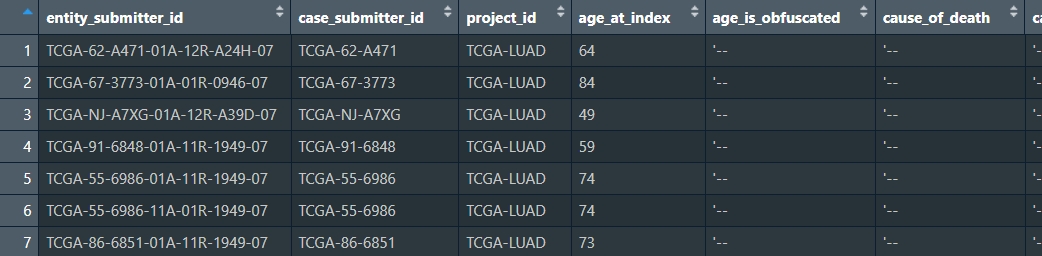 entity_submitter_id case_submitter_id project_id age_at_index age_is_obfuscated cause_of_death ca
1 TCGA-62-A471-01A-12R-A24H-07 TCGA-62-A471 TCGA-LUAD 64 '-- '-- '-
2 TCGA-67-3773-01A-01R-0946-07 TCGA-67-3773 TCGA-LUAD 84 '-- '-- '-
3 TCGA-NJ-A7XG-01A-12R-A39D-07 TCGA-NJ-A7XG TCGA-LUAD 49 '-- '-- '-
4 TCGA-91-6848-01A-11R-1949-07 TCGA-91-6848 TCGA-LUAD 59 '-- '-- '-
5 TCGA-55-6986-01A-11R-1949-07 TCGA-55-6986 TCGA-LUAD 74 '-- '-- '-
6 TCGA-55-6986-11A-01R-1949-07 TCGA-55-6986 TCGA-LUAD 74 '-- '-- '-
7 TCGA-86-6851-01A-11R-1949-07 TCGA-86-6851 TCGA-LUAD 73 '-- '-- '-